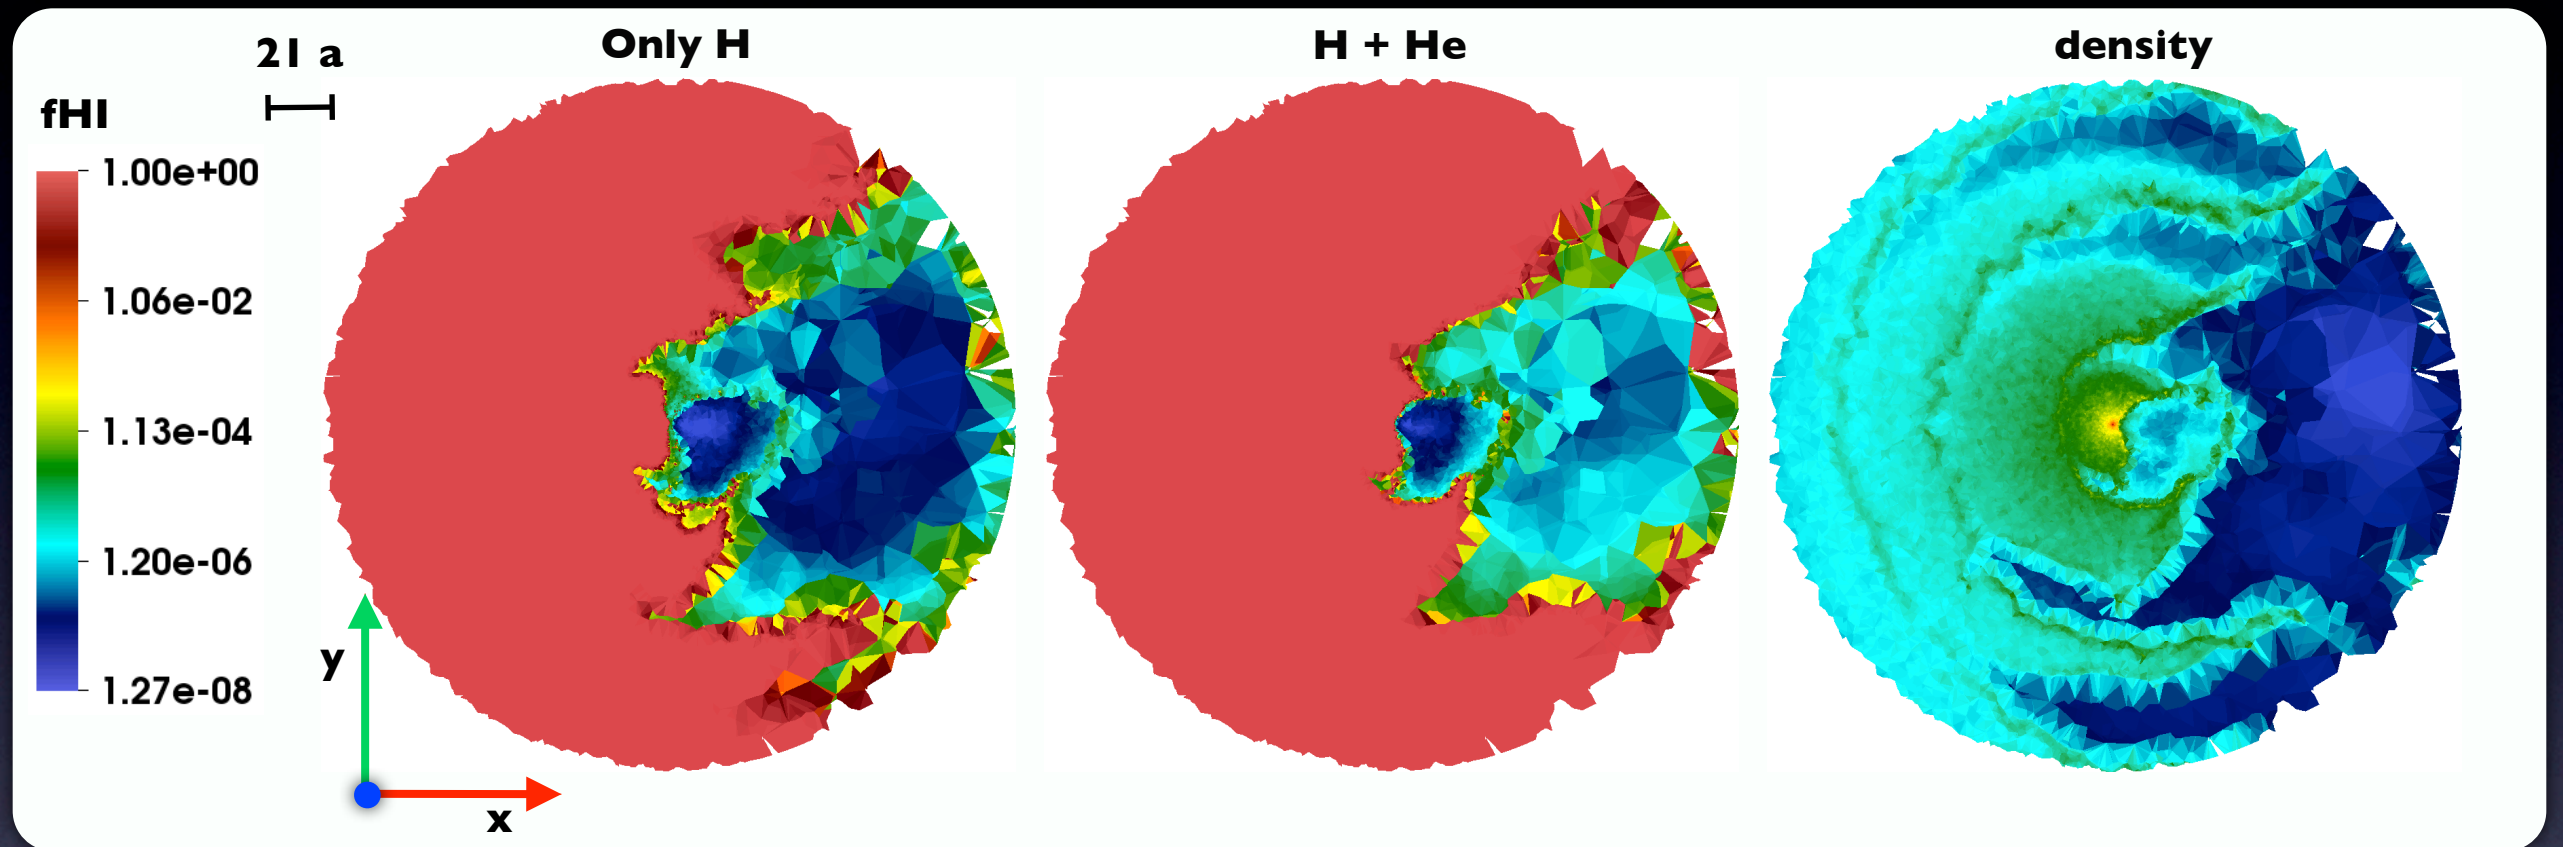 Only H
H + He
density
21 a
fHI
1.00e+00
1.06e-02
1.13e-04
1.20e-06
1.27e-08
y
x